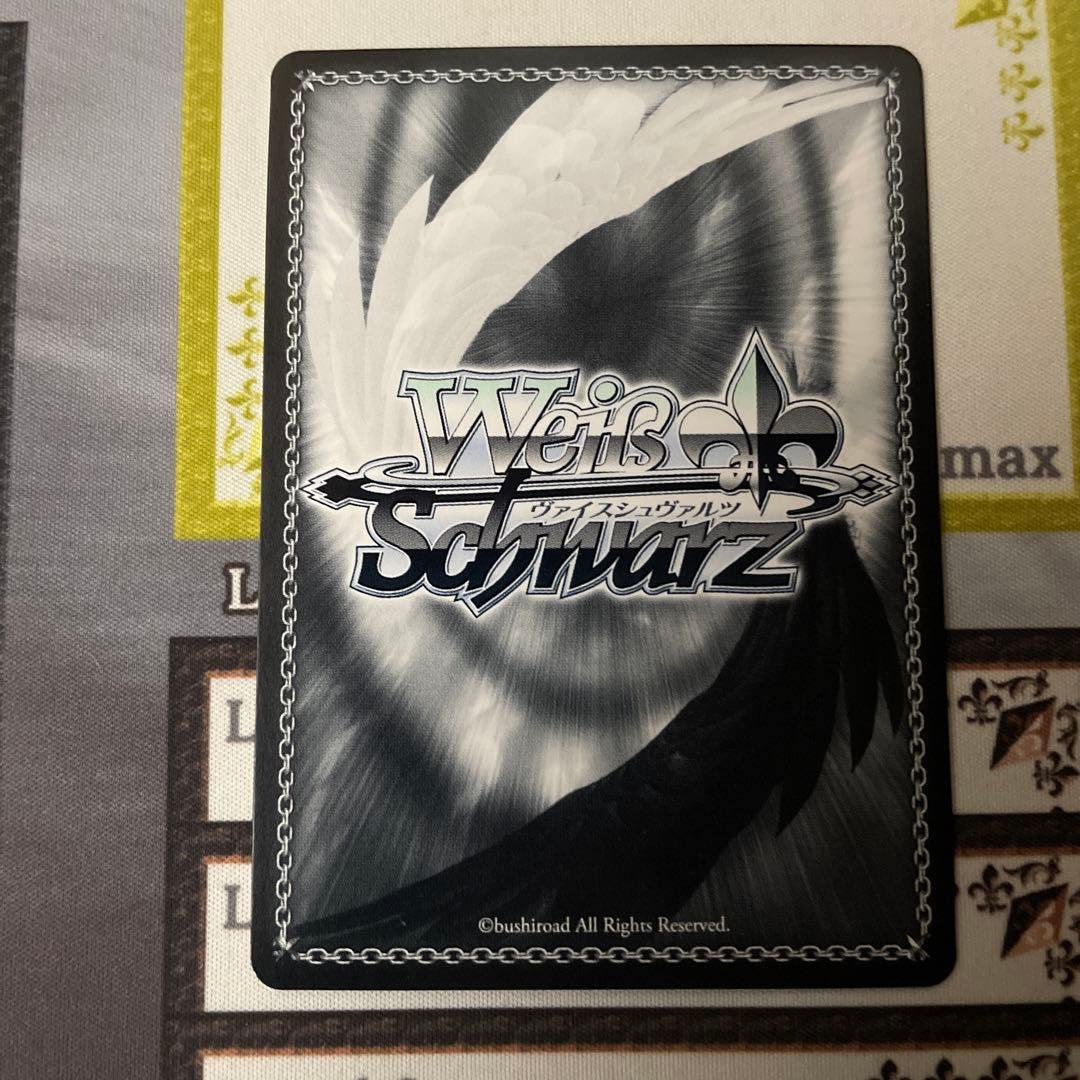 Weiß
ヴァイスシュヴァルツ
Schwarz
max
L
L
L
©bushiroad All Rights Reserved.